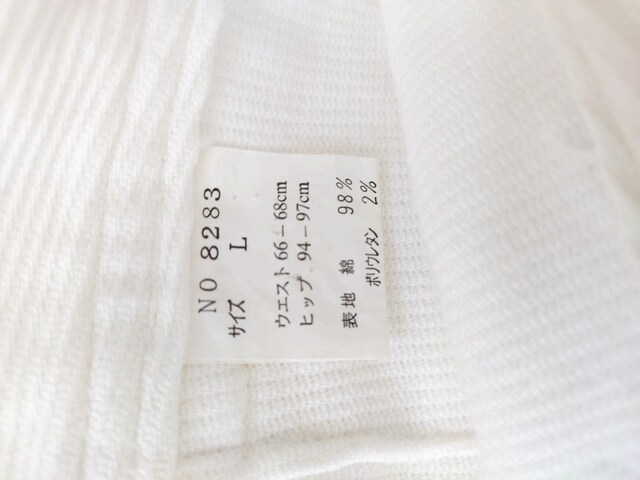 NO 8283
サイズ L
ウエスト 66－68cm
ヒップ 94－97cm
表地 綿 98%
ポリウレタン 2%